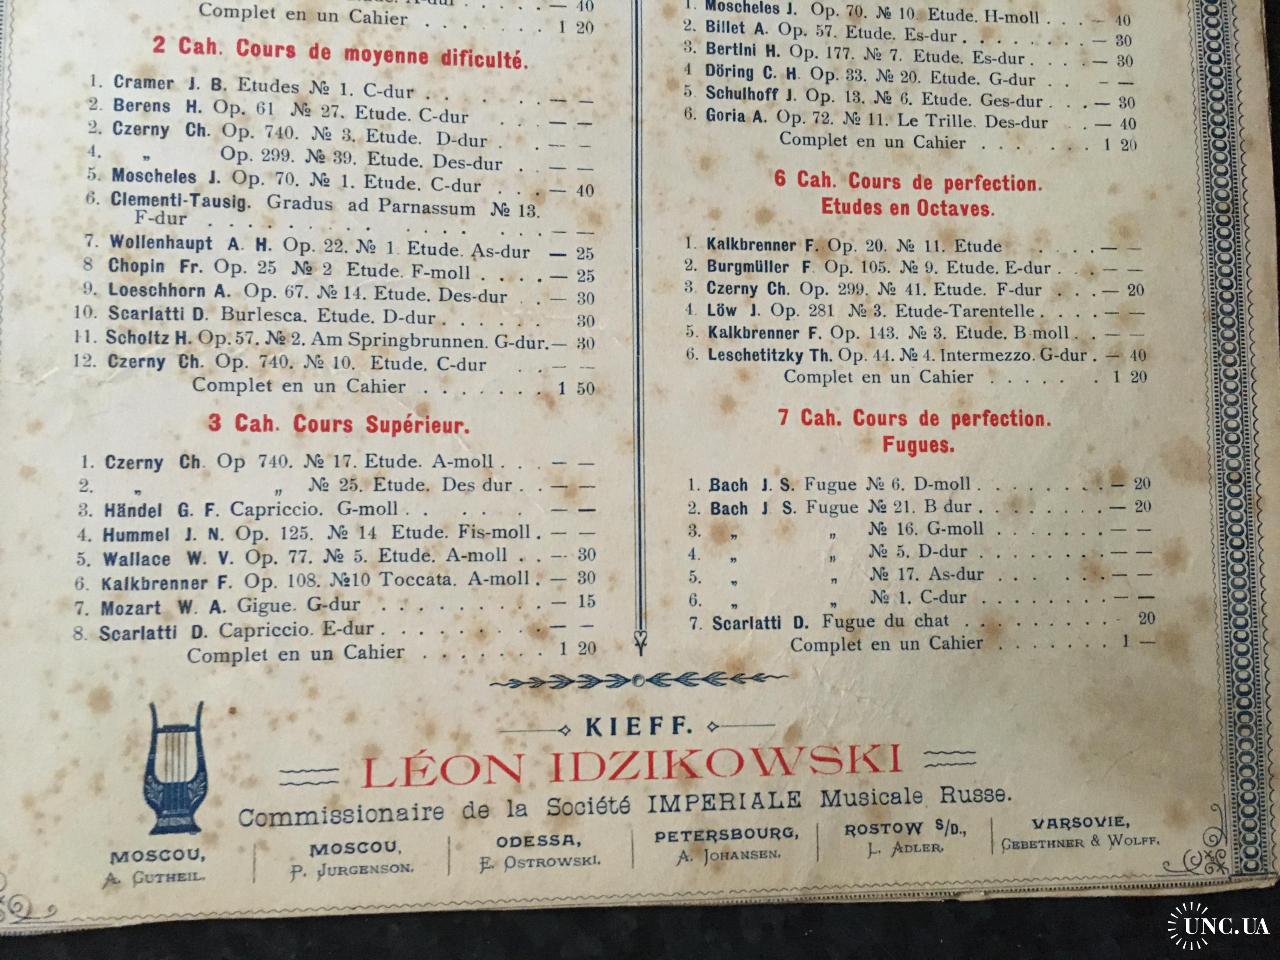 Complet en un Cahier . . . . . . 1 20
2 Cah. Cours de moyenne dificulté.
1. Cramer J. B. Etudes № 1. C-dur . . . . . — —
2. Berens H. Op. 61 № 27. Etude. C-dur — —
2. Czerny Ch. Op. 740. № 3. Etude. D-dur . — —
4. „ Op. 299. № 39. Etude. Des-dur — —
5. Moscheles J. Op. 70. № 1. Etude. C-dur . . . — 40
6. Clementi-Tausig. Gradus ad Parnassum № 13.
F-dur . . . . . . . . . . — —
7. Wollenhaupt A. H. Op. 22. № 1. Etude. As-dur — 25
8 Chopin Fr. Op. 25 № 2 Etude. F-moll . . . . — 25
9. Loeschhorn A. Op. 67. № 14. Etude. Des-dur . . — 30
10. Scarlatti D. Burlesca. Etude. D-dur . . . . . . 30
11. Scholtz H. Op. 57. № 2. Am Springbrunnen. G-dur. — 30
12. Czerny Ch. Op. 740. № 10. Etude. C-dur . — —
Complet en un Cahier . . . . . . 1 50
3 Cah. Cours Supérieur.
1. Czerny Ch. Op 740. № 17. Etude. A-moll . . . — —
2. „ „ № 25. Etude. Des dur . . — —
3. Händel G. F. Capriccio. G-moll . . . . . . — —
4. Hummel J. N. Op. 125. № 14 Etude. Fis-moll . — —
5. Wallace W. V. Op. 77. № 5. Etude. A-moll . . — 30
6. Kalkbrenner F. Op. 108. №10 Toccata. A-moll . — 30
7. Mozart W. A. Gigue. G-dur . . . . . . . . . — 15
8. Scarlatti D. Capriccio. E-dur . . . . . . . . . — —
Complet en un Cahier . . . . . . . 1 20
1. Moscheles J. Op. 70. № 10. Etude. H-moll . . . — 40
2. Billet A. Op. 57. Etude. Es-dur . . . . . . . . — 30
3. Bertini H. Op. 177. № 7. Etude. Es-dur . . . . — 30
4 Döring C. H. Op. 33. № 20. Etude. G-dur — —
5. Schulhoff J. Op. 13. № 6. Etude. Ges-dur . . . — 30
6. Goria A. Op. 72. № 11. Le Trille. Des-dur . . — 40
Complet en un Cahier . . . . . . . 1 20
6 Cah. Cours de perfection.
Etudes en Octaves.
1. Kalkbrenner F. Op. 20. № 11. Etude . . . . — —
2. Burgmüller F. Op. 105. № 9. Etude. E-dur . . — —
3. Czerny Ch. Op. 299. № 41. Etude. F-dur . . . — 20
4. Löw J. Op. 281 № 3. Etude-Tarentelle . . . . — —
5. Kalkbrenner F. Op. 143. № 3. Etude. B moll . . — —
6. Leschetitzky Th. Op. 44. № 4. Intermezzo. G-dur . — 40
Complet en un Cahier . . . . . . 1 20
7 Cah. Cours de perfection.
Fugues.
1. Bach J. S. Fugue № 6. D-moll . . . . . . . . — 20
2. Bach J S. Fugue № 21. B dur . . . . . . . . — 20
3. „ „ № 16. G-moll . . . . . . . — —
4. „ „ № 5. D-dur . . . . . . . . — —
5. „ „ № 17. As-dur . . . . . . . — —
6. „ „ № 1. C-dur . . . . . . . . — —
7. Scarlatti D. Fugue du chat . . . . . . . . . 20
Complet en un Cahier . . . . . . . 1 —
KIEFF.
LÉON IDZIKOWSKI
Commissionaire de la Société IMPERIALE Musicale Russe.
MOSCOU, MOSCOU, ODESSA, PETERSBOURG, ROSTOW S/D., VARSOVIE,
A. GUTHEIL. P. JURGENSON. E. OSTROWSKI. A. JOHANSEN. L. ADLER. GEBETHNER & WOLFF.
UNC.UA